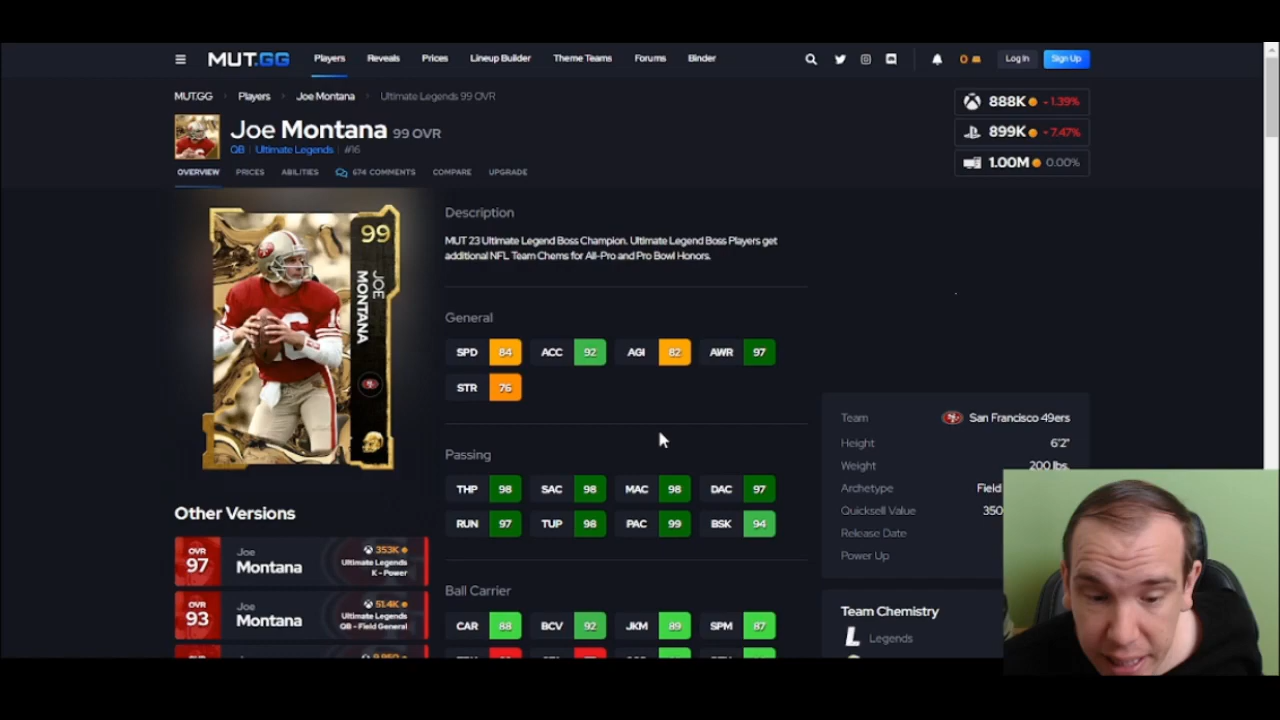 MUT.GG Players Reveals Prices Lineup Builder Theme Teams Forums Binder 0 Log In Sign Up
MUT.GG Players Joe Montana Ultimate Legends 99 OVR
888K - 1.39%
Joe Montana 99 OVR
899K - 7.47%
QB Ultimate Legends #16
1.00M 0.00%
OVERVIEW PRICES ABILITIES 674 COMMENTS COMPARE UPGRADE
99
JOE
MONTANA
Description
MUT 23 Ultimate Legend Boss Champion. Ultimate Legend Boss Players get
additional NFL Team Chems for All-Pro and Pro Bowl Honors.
General
SPD 84 ACC 92 AGI 82 AWR 97
STR 76
Passing
THP 98 SAC 98 MAC 98 DAC 97
RUN 97 TUP 98 PAC 99 BSK 94
Ball Carrier
CAR 88 BCV 92 JKM 89 SPM 87
Other Versions
OVR
97
Joe
Montana
353K
Ultimate Legends
K - Power
OVR
93
Joe
Montana
51.4K
Ultimate Legends
QB - Field General
Joe
Team San Francisco 49ers
Height 6'2"
Weight 200 lbs.
Archetype Field
Quicksell Value 350
Release Date
Power Up
Team Chemistry
L Legends